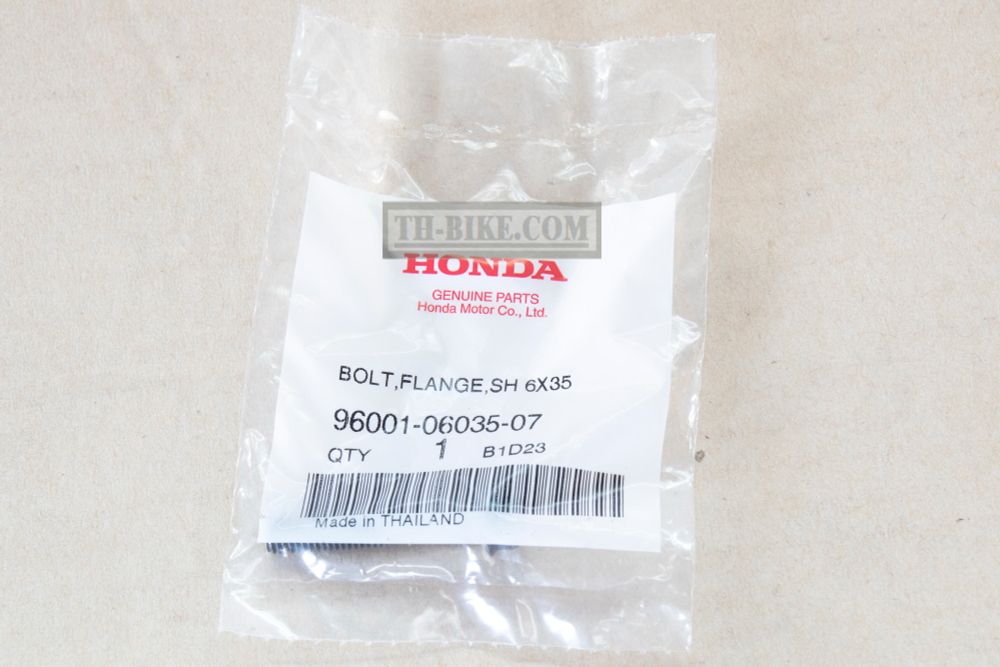 TH-BIKE.COM
HONDA
GENUINE PARTS
Honda Motor Co., Ltd.
BOLT,FLANGE,SH 6X35
96001-06035-07
QTY 1 B1D23
Made in THAILAND